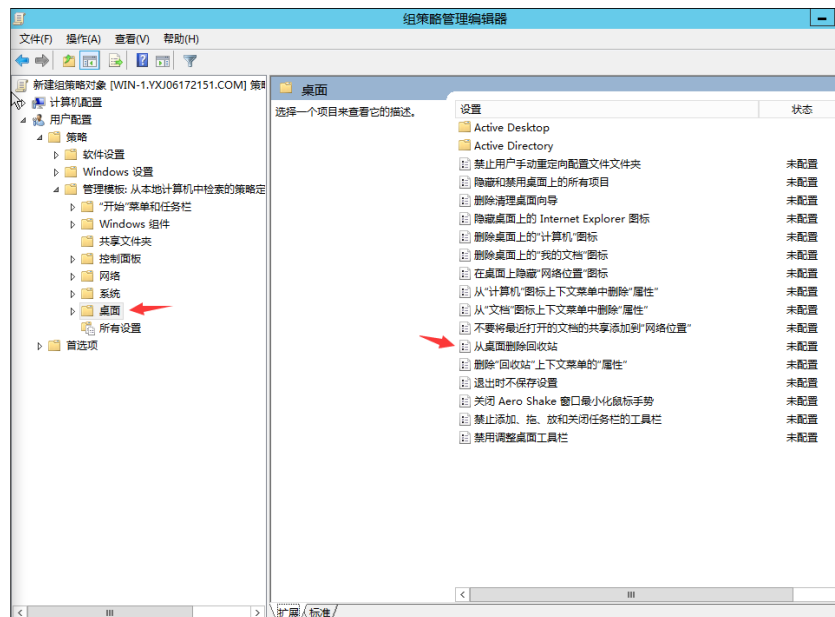 组策略管理编辑器
文件(F) 操作(A) 查看(V) 帮助(H)
新建组策略对象 [WIN-1.YXJ06172151.COM] 策
计算机配置
用户配置
策略
软件设置
Windows 设置
管理模板: 从本地计算机中检索的策略定
"开始"菜单和任务栏
Windows 组件
共享文件夹
控制面板
网络
系统
桌面
所有设置
首选项
桌面
选择一个项目来查看它的描述。
设置 状态
Active Desktop
Active Directory
禁止用户手动重定向配置文件文件夹 未配置
隐藏和禁用桌面上的所有项目 未配置
删除清理桌面向导 未配置
隐藏桌面上的 Internet Explorer 图标 未配置
删除桌面上的"计算机"图标 未配置
删除桌面上的"我的文档"图标 未配置
在桌面上隐藏"网络位置"图标 未配置
从"计算机"图标上下文菜单中删除"属性" 未配置
从"文档"图标上下文菜单中删除"属性" 未配置
不要将最近打开的文档的共享添加到"网络位置" 未配置
从桌面删除回收站 未配置
删除"回收站"上下文菜单的"属性" 未配置
退出时不保存设置 未配置
关闭 Aero Shake 窗口最小化鼠标手势 未配置
禁止添加、拖、放和关闭任务栏的工具栏 未配置
禁用调整桌面工具栏 未配置
扩展 标准